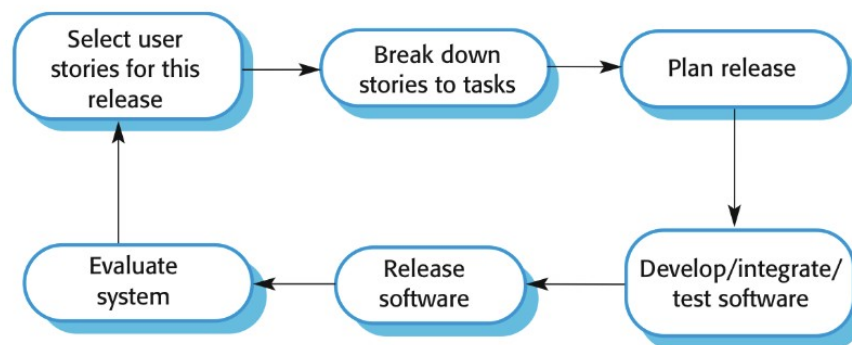 Select user
stories for this
release
Break down
stories to tasks
Plan release
Evaluate
system
Release
software
Develop/integrate/
test software